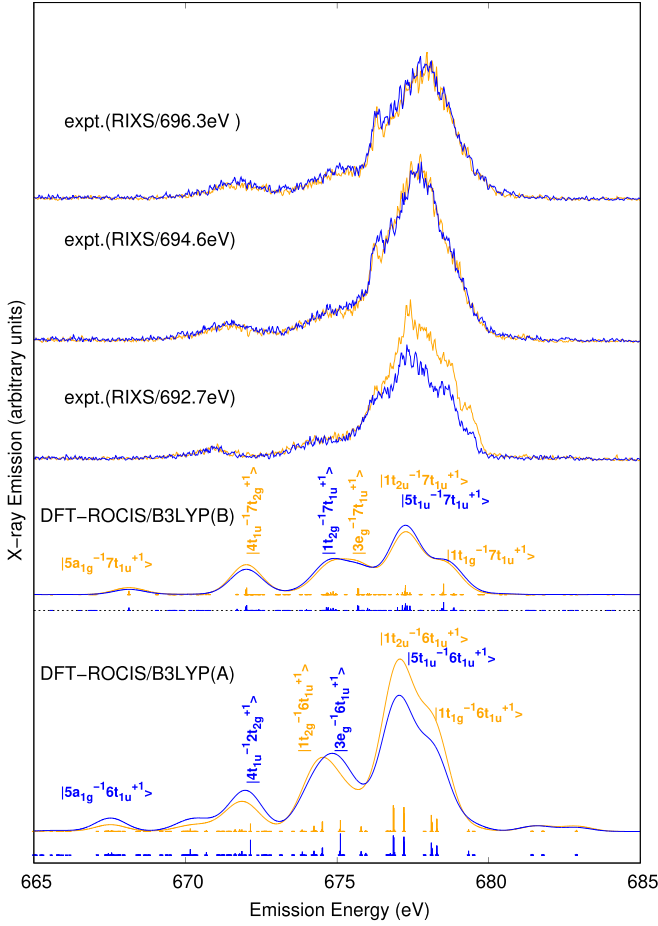 expt.(RIXS/696.3eV )
expt.(RIXS/694.6eV)
expt.(RIXS/692.7eV)
|1t₂ᵤ⁻¹7t₁ᵤ⁺¹>
|5t₁ᵤ⁻¹7t₁ᵤ⁺¹>
|4t₁ᵤ⁻¹7t₂g⁺¹>
|1t₂g⁻¹7t₁ᵤ⁺¹>
|3eg⁻¹7t₁ᵤ⁺¹>
DFT−ROCIS/B3LYP(B)
|5a₁g⁻¹7t₁ᵤ⁺¹>
|1t₁g⁻¹7t₁ᵤ⁺¹>
|1t₂ᵤ⁻¹6t₁ᵤ⁺¹>
|5t₁ᵤ⁻¹6t₁ᵤ⁺¹>
DFT−ROCIS/B3LYP(A)
|4t₁ᵤ⁻¹2t₂g⁺¹>
|1t₂g⁻¹6t₁ᵤ⁺¹>
|3eg⁻¹6t₁ᵤ⁺¹>
|1t₁g⁻¹6t₁ᵤ⁺¹>
|5a₁g⁻¹6t₁ᵤ⁺¹>
X−ray Emission (arbitrary units)
665 670 675 680 685
Emission Energy (eV)